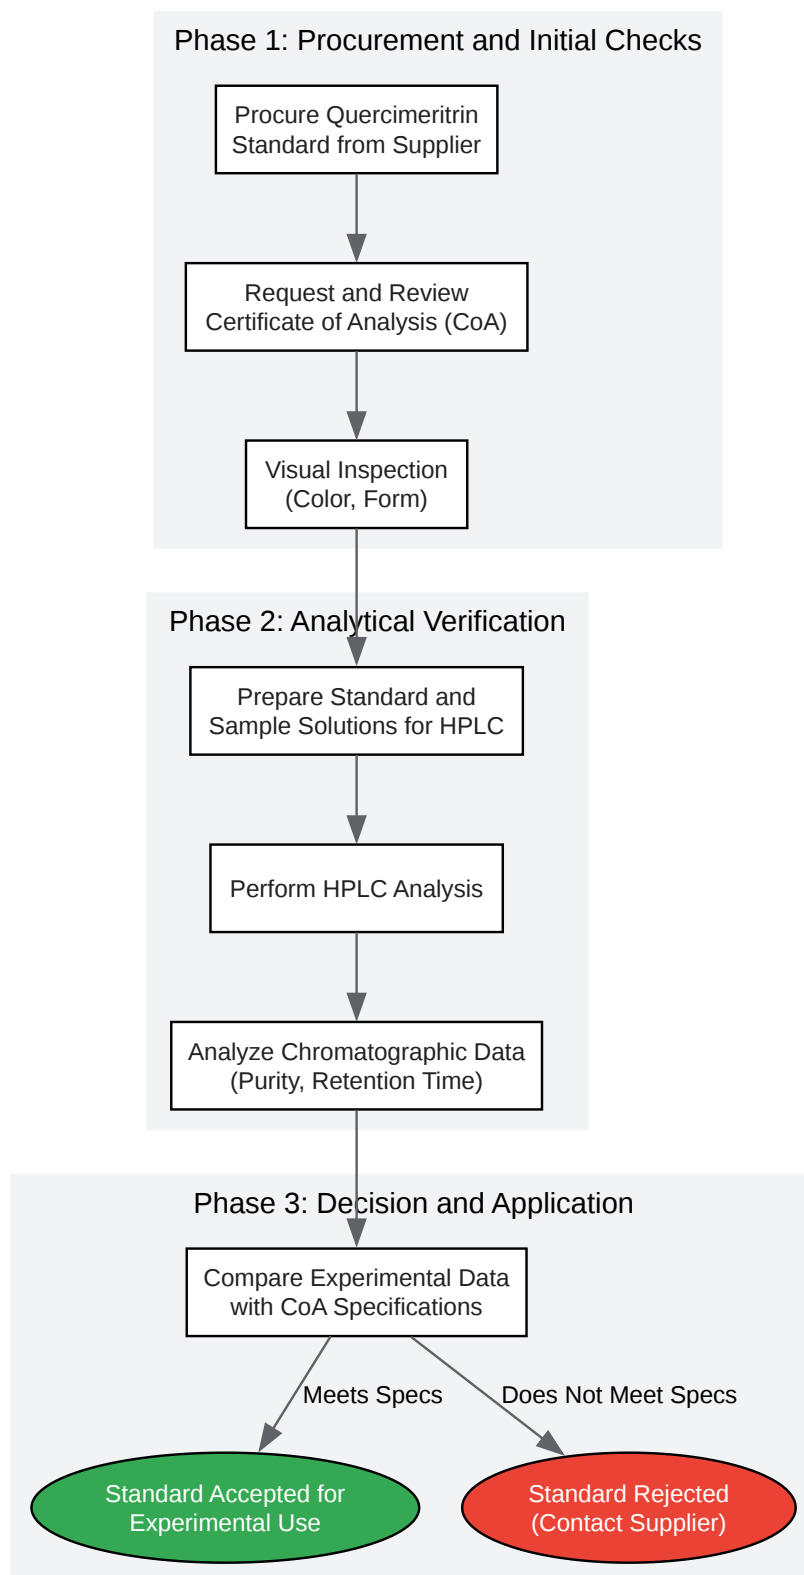 Phase 1: Procurement and Initial Checks
Procure Quercimeritrin
Standard from Supplier
Request and Review
Certificate of Analysis (CoA)
Visual Inspection
(Color, Form)
Phase 2: Analytical Verification
Prepare Standard and
Sample Solutions for HPLC
Perform HPLC Analysis
Analyze Chromatographic Data
(Purity, Retention Time)
Phase 3: Decision and Application
Compare Experimental Data
with CoA Specifications
Meets Specs
Does Not Meet Specs
Standard Accepted for
Experimental Use
Standard Rejected
(Contact Supplier)